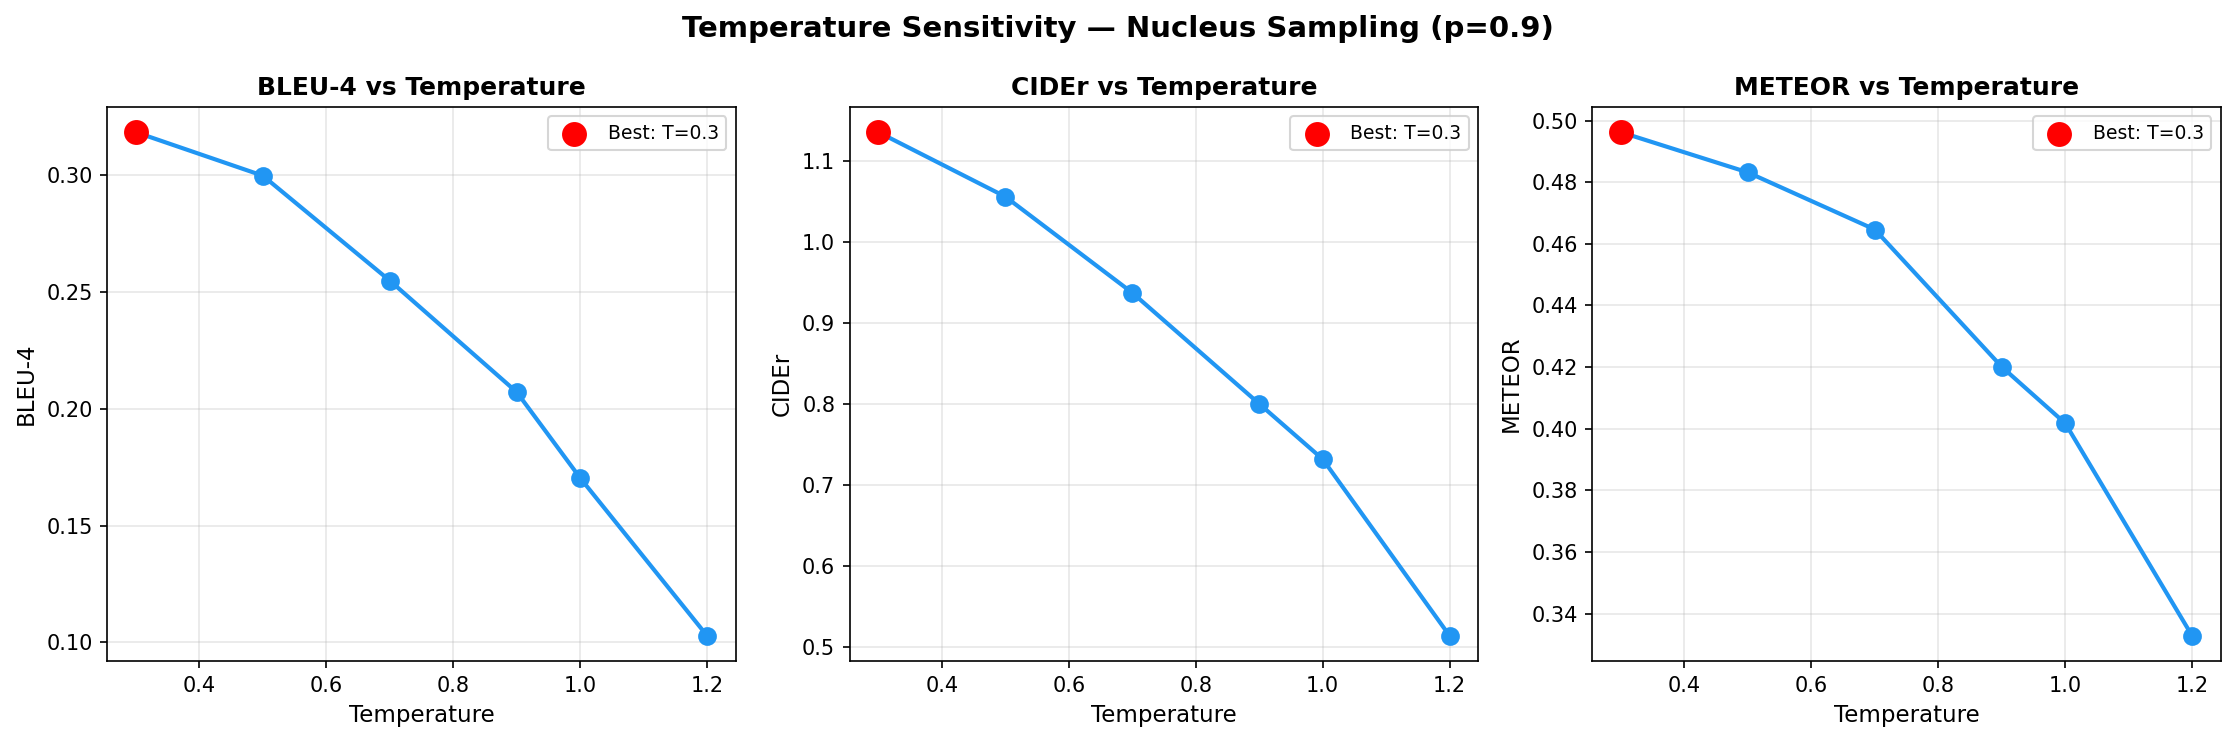 Temperature Sensitivity — Nucleus Sampling (p=0.9)
BLEU-4 vs Temperature
Best: T=0.3
BLEU-4
0.30
0.25
0.20
0.15
0.10
0.4 0.6 0.8 1.0 1.2
Temperature
CIDEr vs Temperature
Best: T=0.3
CIDEr
1.1
1.0
0.9
0.8
0.7
0.6
0.5
0.4 0.6 0.8 1.0 1.2
Temperature
METEOR vs Temperature
Best: T=0.3
METEOR
0.50
0.48
0.46
0.44
0.42
0.40
0.38
0.36
0.34
0.4 0.6 0.8 1.0 1.2
Temperature